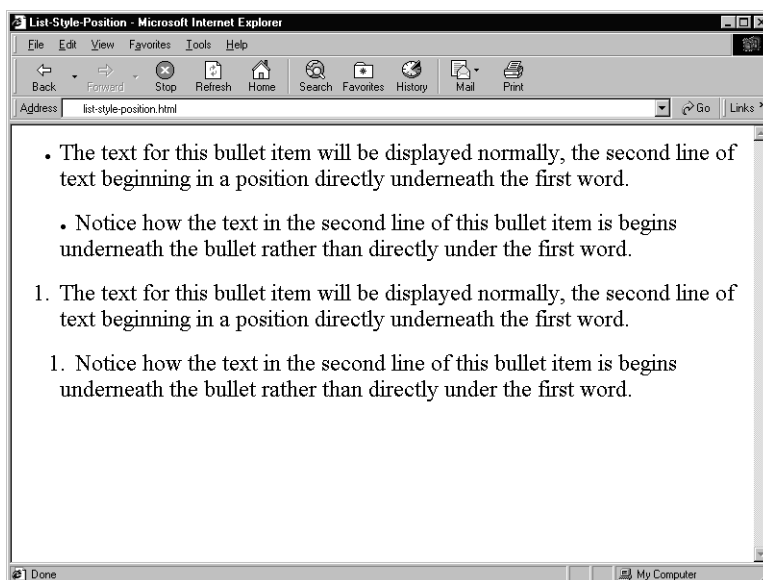 List-Style-Position - Microsoft Internet Explorer
File Edit View Favorites Tools Help
Back Forward Stop Refresh Home Search Favorites History Mail Print
Address list-style-position.html Go Links »
• The text for this bullet item will be displayed normally, the second line of
text beginning in a position directly underneath the first word.
• Notice how the text in the second line of this bullet item is begins
underneath the bullet rather than directly under the first word.
1. The text for this bullet item will be displayed normally, the second line of
text beginning in a position directly underneath the first word.
1. Notice how the text in the second line of this bullet item is begins
underneath the bullet rather than directly under the first word.
Done My Computer